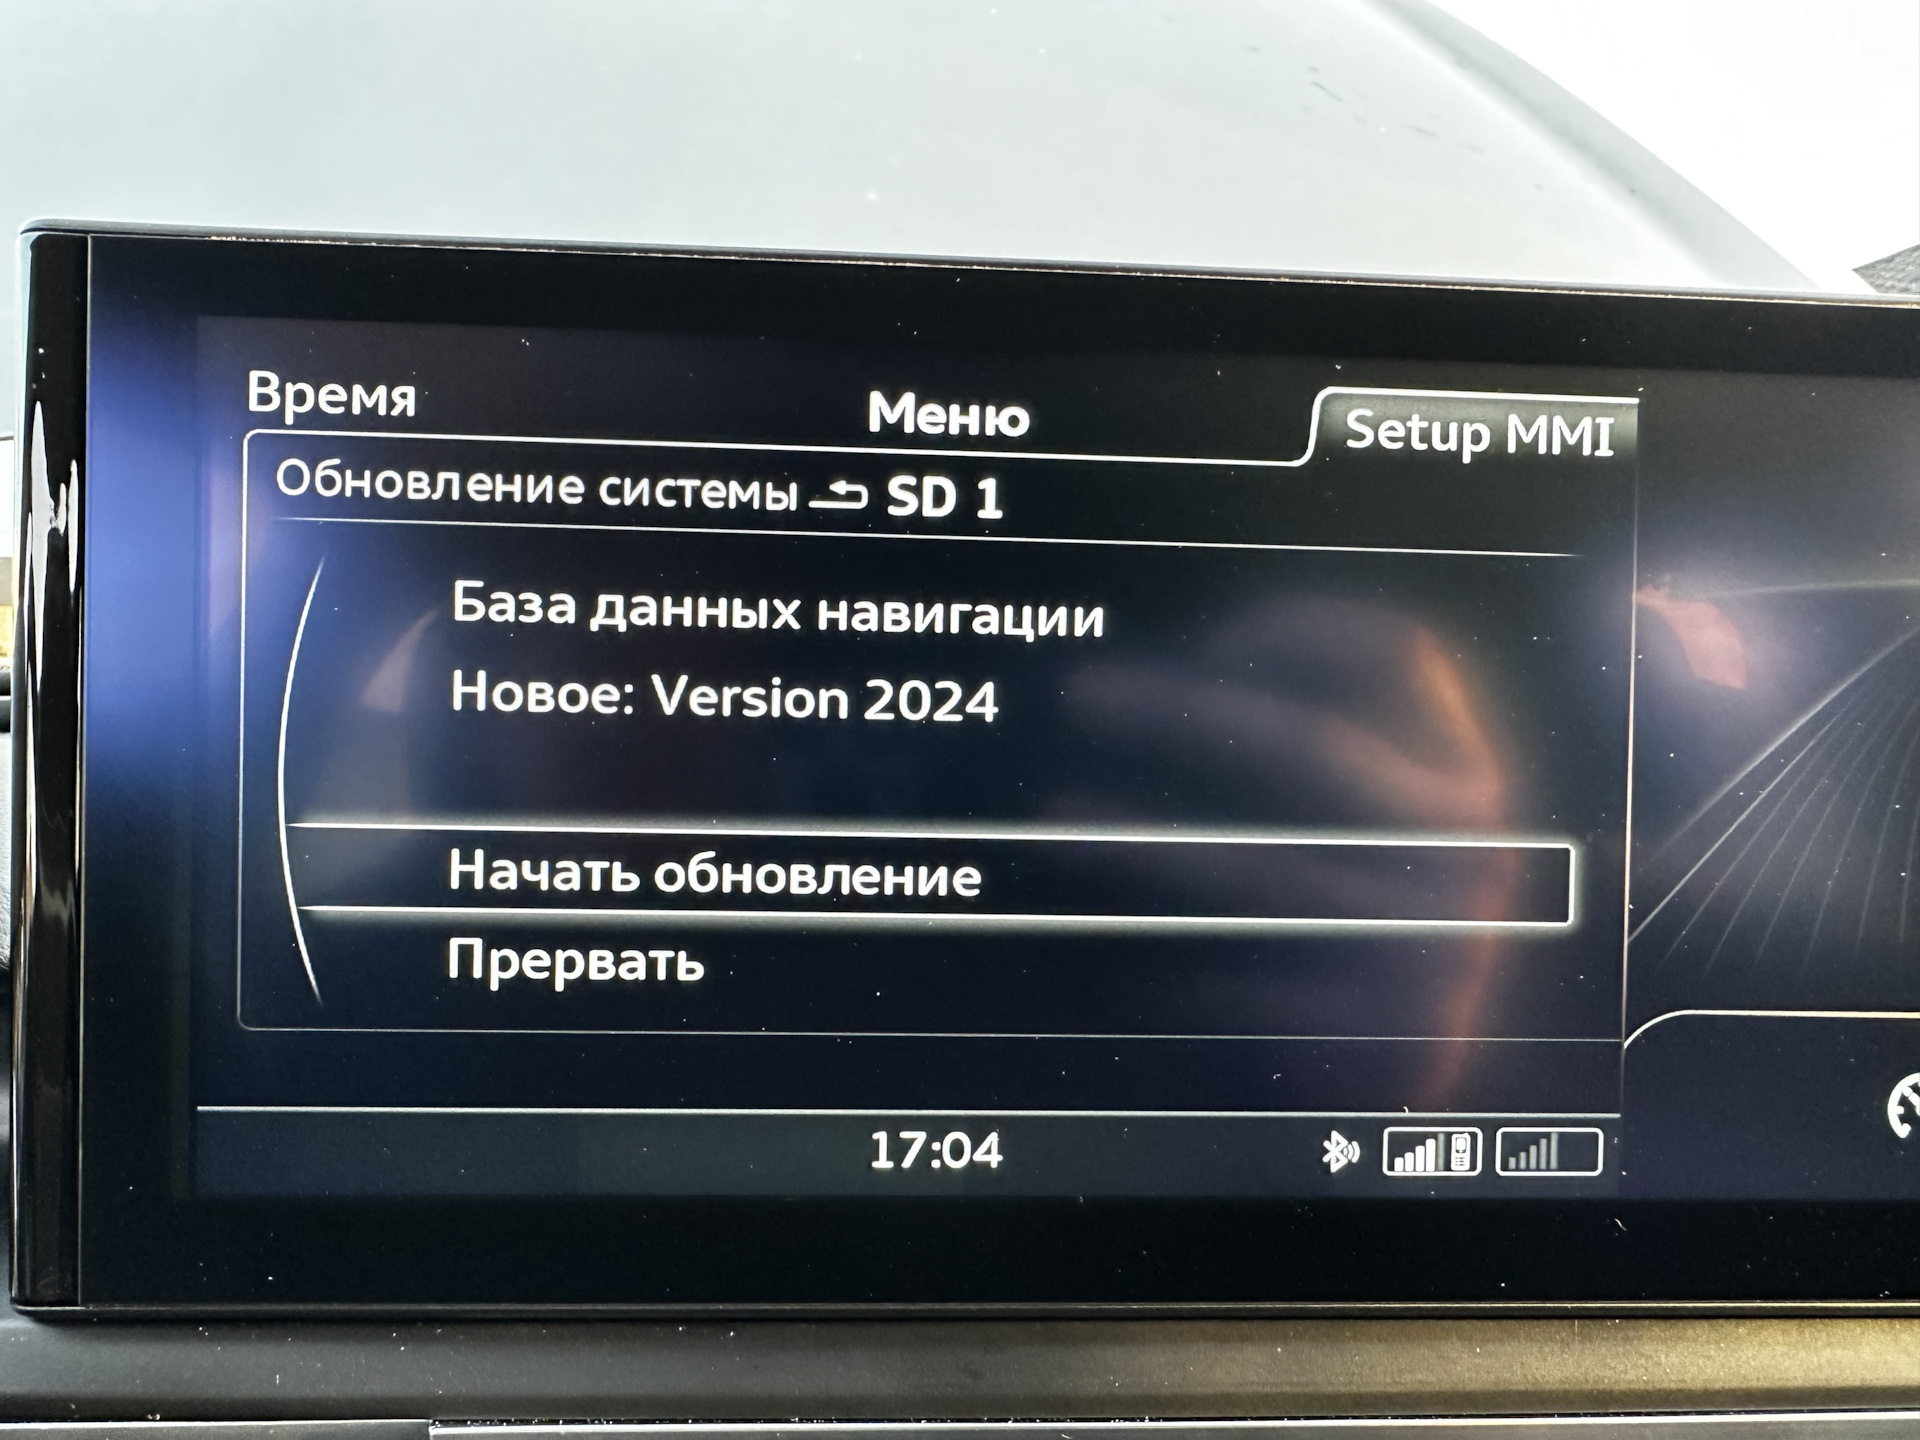 Время
Меню
Setup MMI
Обновление системы SD 1
База данных навигации
Новое: Version 2024
Начать обновление
Прервать
17:04